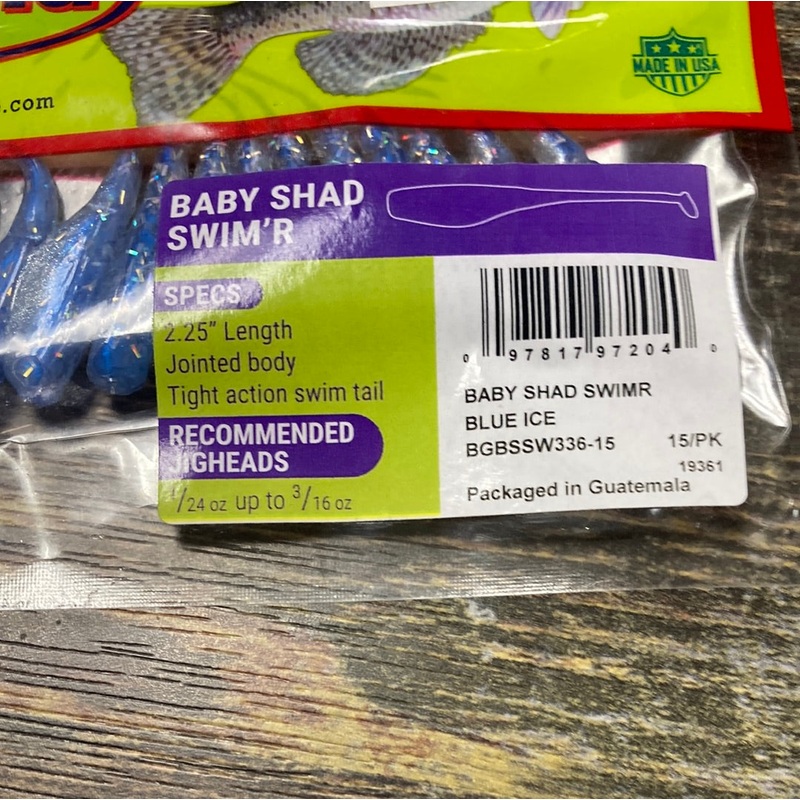 .com
MADE IN USA
BABY SHAD
SWIM'R
SPECS
2.25" Length
Jointed body
Tight action swim tail
RECOMMENDED
JIGHEADS
1/24 oz up to 3/16 oz
0 97817 97204 0
BABY SHAD SWIMR
BLUE ICE
BGBSSW336-15 15/PK
19361
Packaged in Guatemala